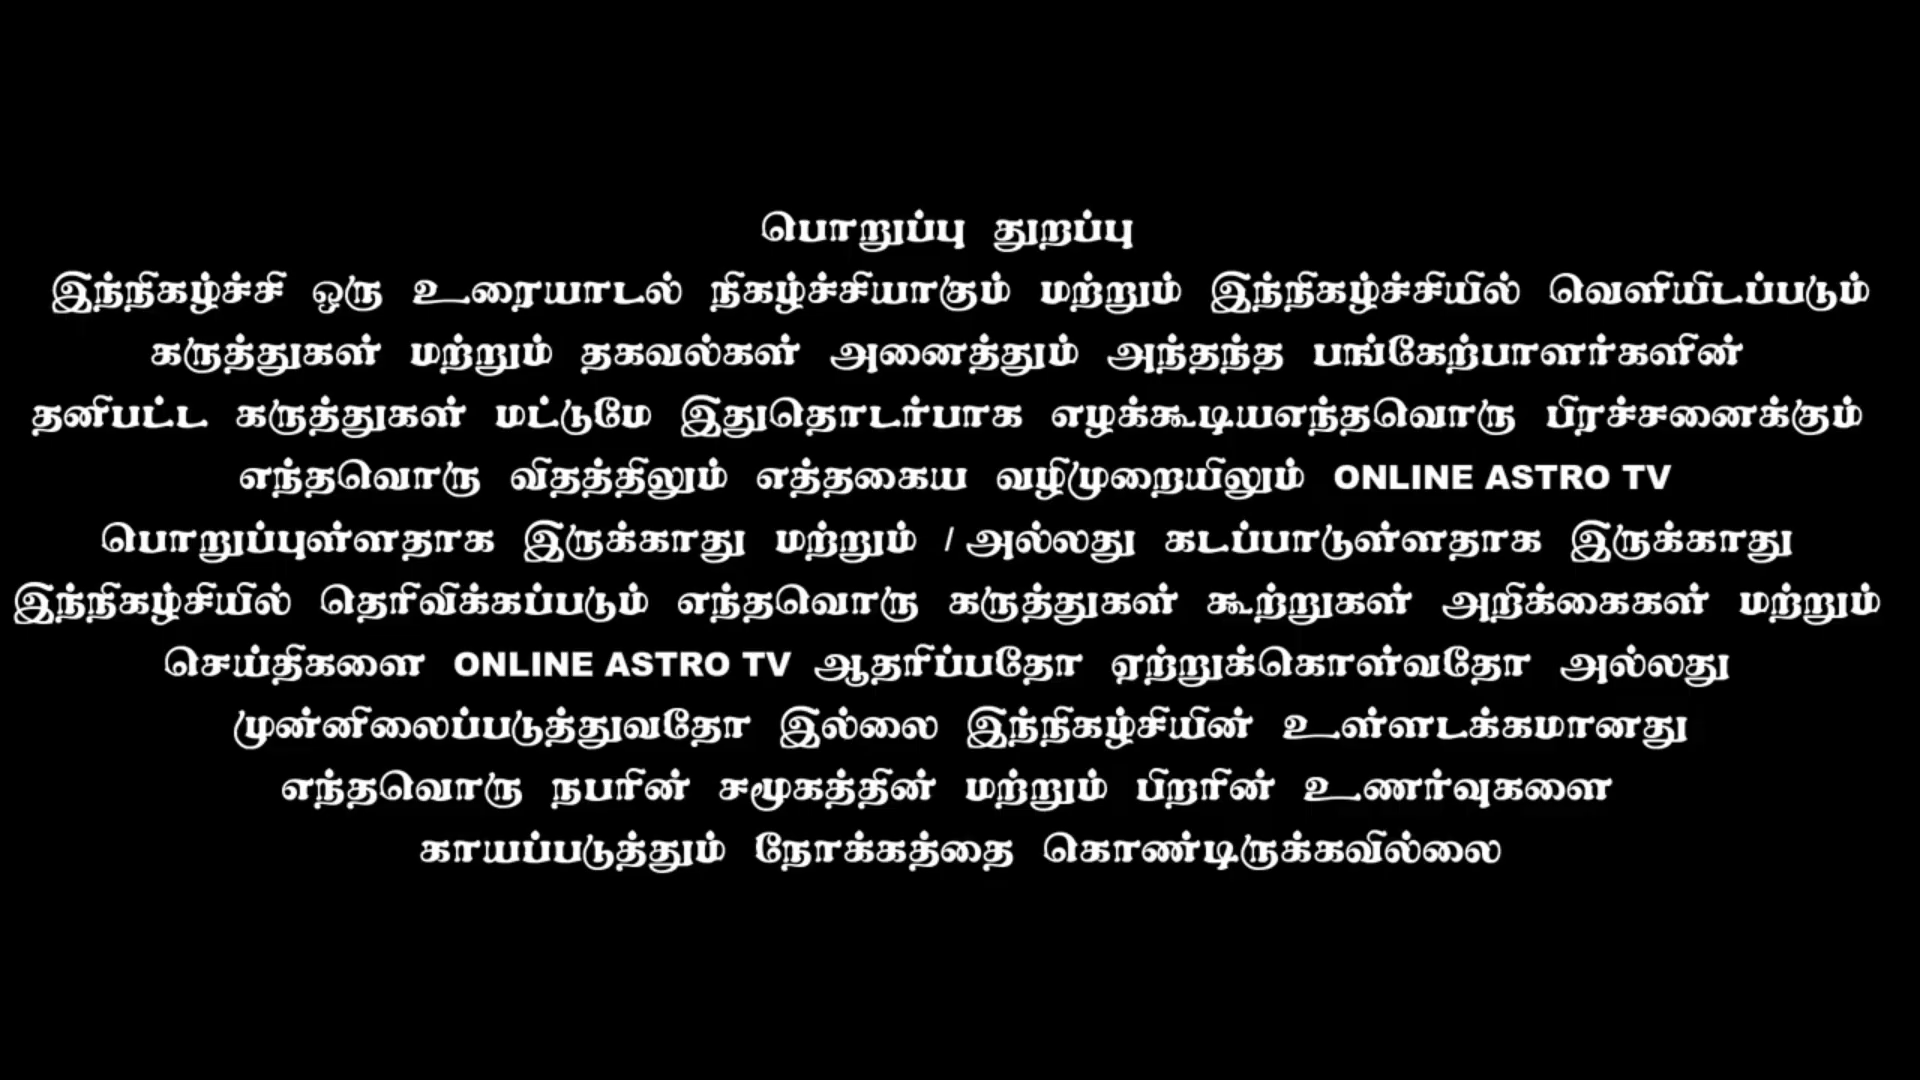 பொறுப்பு துறப்பு
இந்நிகழ்ச்சி ஒரு உரையாடல் நிகழ்ச்சியாகும் மற்றும் இந்நிகழ்ச்சியில் வெளியிடப்படும்
கருத்துகள் மற்றும் தகவல்கள் அனைத்தும் அந்தந்த பங்கேற்பாளர்களின்
தனிபட்ட கருத்துகள் மட்டுமே இதுதொடர்பாக எழக்கூடியஎந்தவொரு பிரச்சனைக்கும்
எந்தவொரு விதத்திலும் எத்தகைய வழிமுறையிலும் ONLINE ASTRO TV
பொறுப்புள்ளதாக இருக்காது மற்றும் / அல்லது கடப்பாடுள்ளதாக இருக்காது
இந்நிகழ்சியில் தெரிவிக்கப்படும் எந்தவொரு கருத்துகள் கூற்றுகள் அறிக்கைகள் மற்றும்
செய்திகளை ONLINE ASTRO TV ஆதரிப்பதோ ஏற்றுக்கொள்வதோ அல்லது
முன்னிலைப்படுத்துவதோ இல்லை இந்நிகழ்சியின் உள்ளடக்கமானது
எந்தவொரு நபரின் சமூகத்தின் மற்றும் பிறரின் உணர்வுகளை
காயப்படுத்தும் நோக்கத்தை கொண்டிருக்கவில்லை